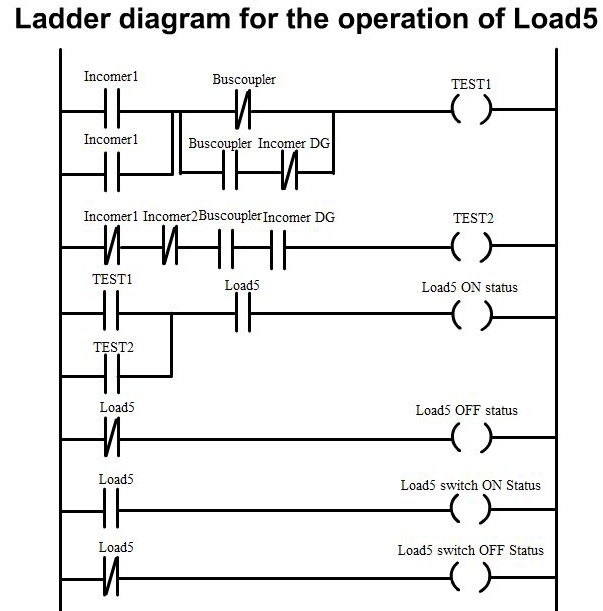 Ladder diagram for the operation of Load5
Incomer1 Buscoupler TEST1
Incomer1 Buscoupler Incomer DG
Incomer1 Incomer2 Buscoupler Incomer DG TEST2
TEST1 Load5 Load5 ON status
TEST2
Load5 Load5 OFF status
Load5 Load5 switch ON Status
Load5 Load5 switch OFF Status